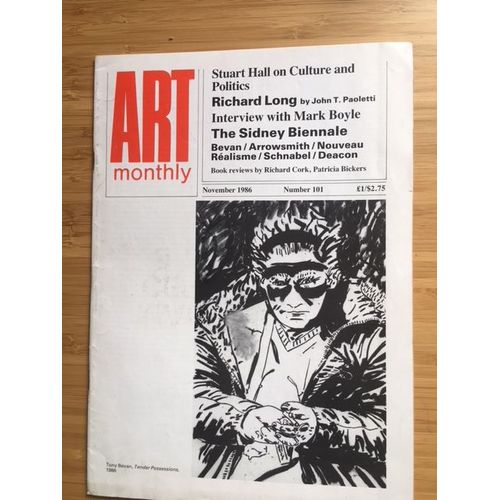 ART
monthly
Stuart Hall on Culture and
Politics
Richard Long by John T. Paoletti
Interview with Mark Boyle
The Sidney Biennale
Bevan/Arrowsmith/Nouveau
Réalisme/Schnabel/Deacon
Book reviews by Richard Cork, Patricia Bickers
November 1986 Number 101 £1/$2.75
Tony Bevan, Tender Possessions,
1986